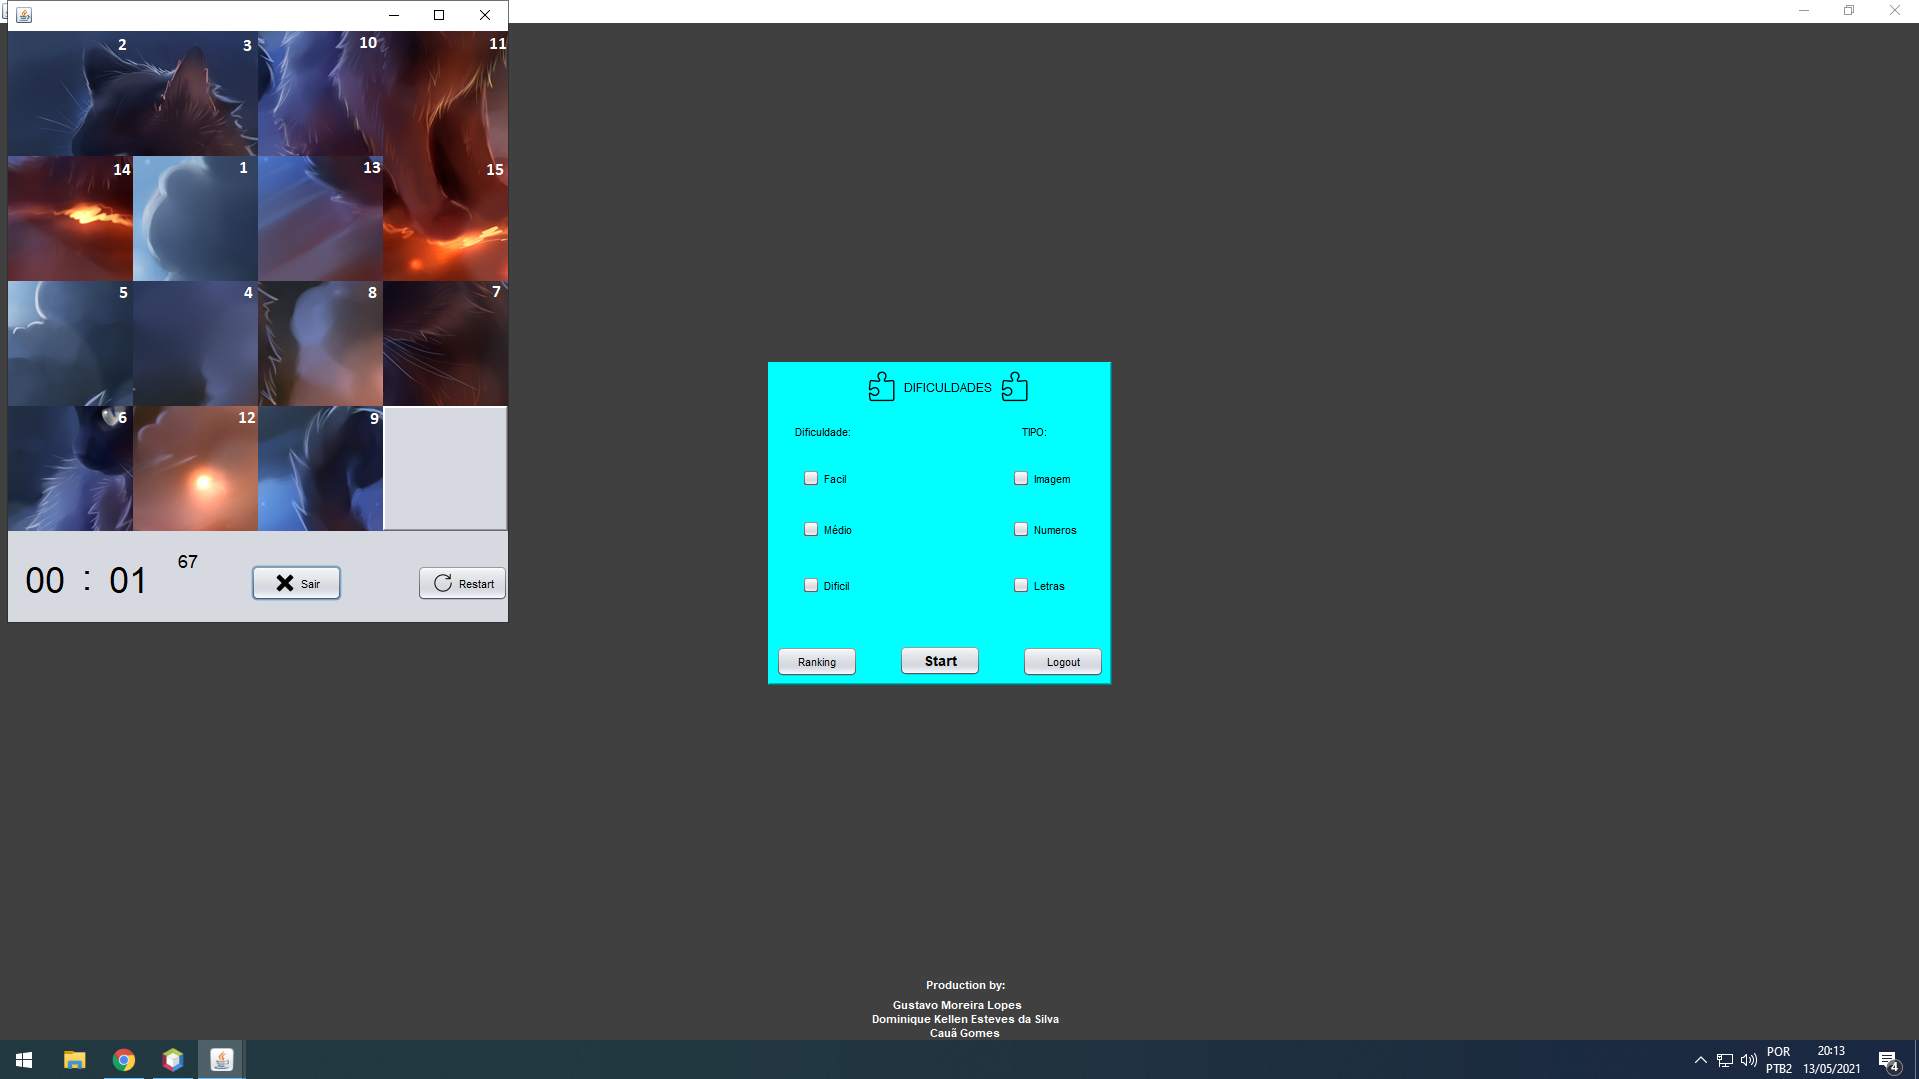 2 3 10 11
14 1 13 15
5 4 8 7
6 12 9
00 : 01
67
Sair
Restart
DIFICULDADES
Dificuldade:
TIPO:
Facil
Imagem
Médio
Numeros
Dificil
Letras
Ranking
Start
Logout
Production by:
Gustavo Moreira Lopes
Dominique Kellen Esteves da Silva
Cauã Gomes
POR
PTB2
20:13
13/05/2021
4